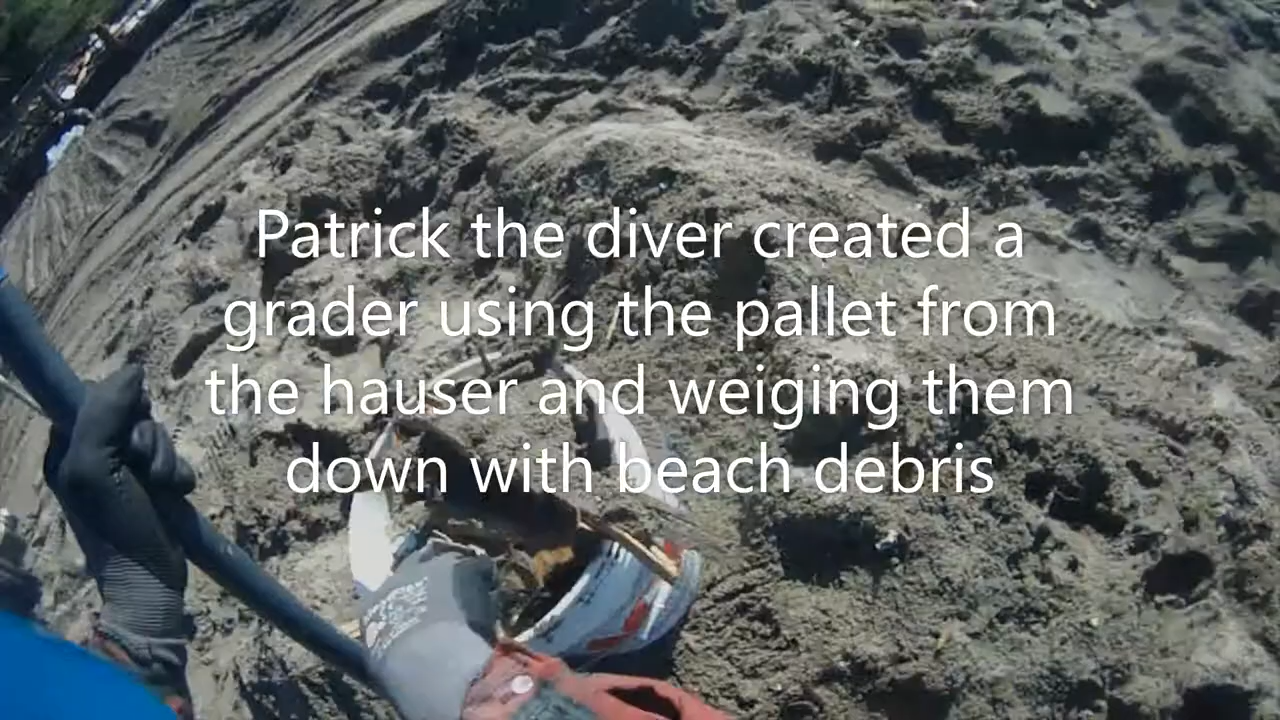 Patrick the diver created a
grader using the pallet from
the hauser and weiging them
down with beach debris